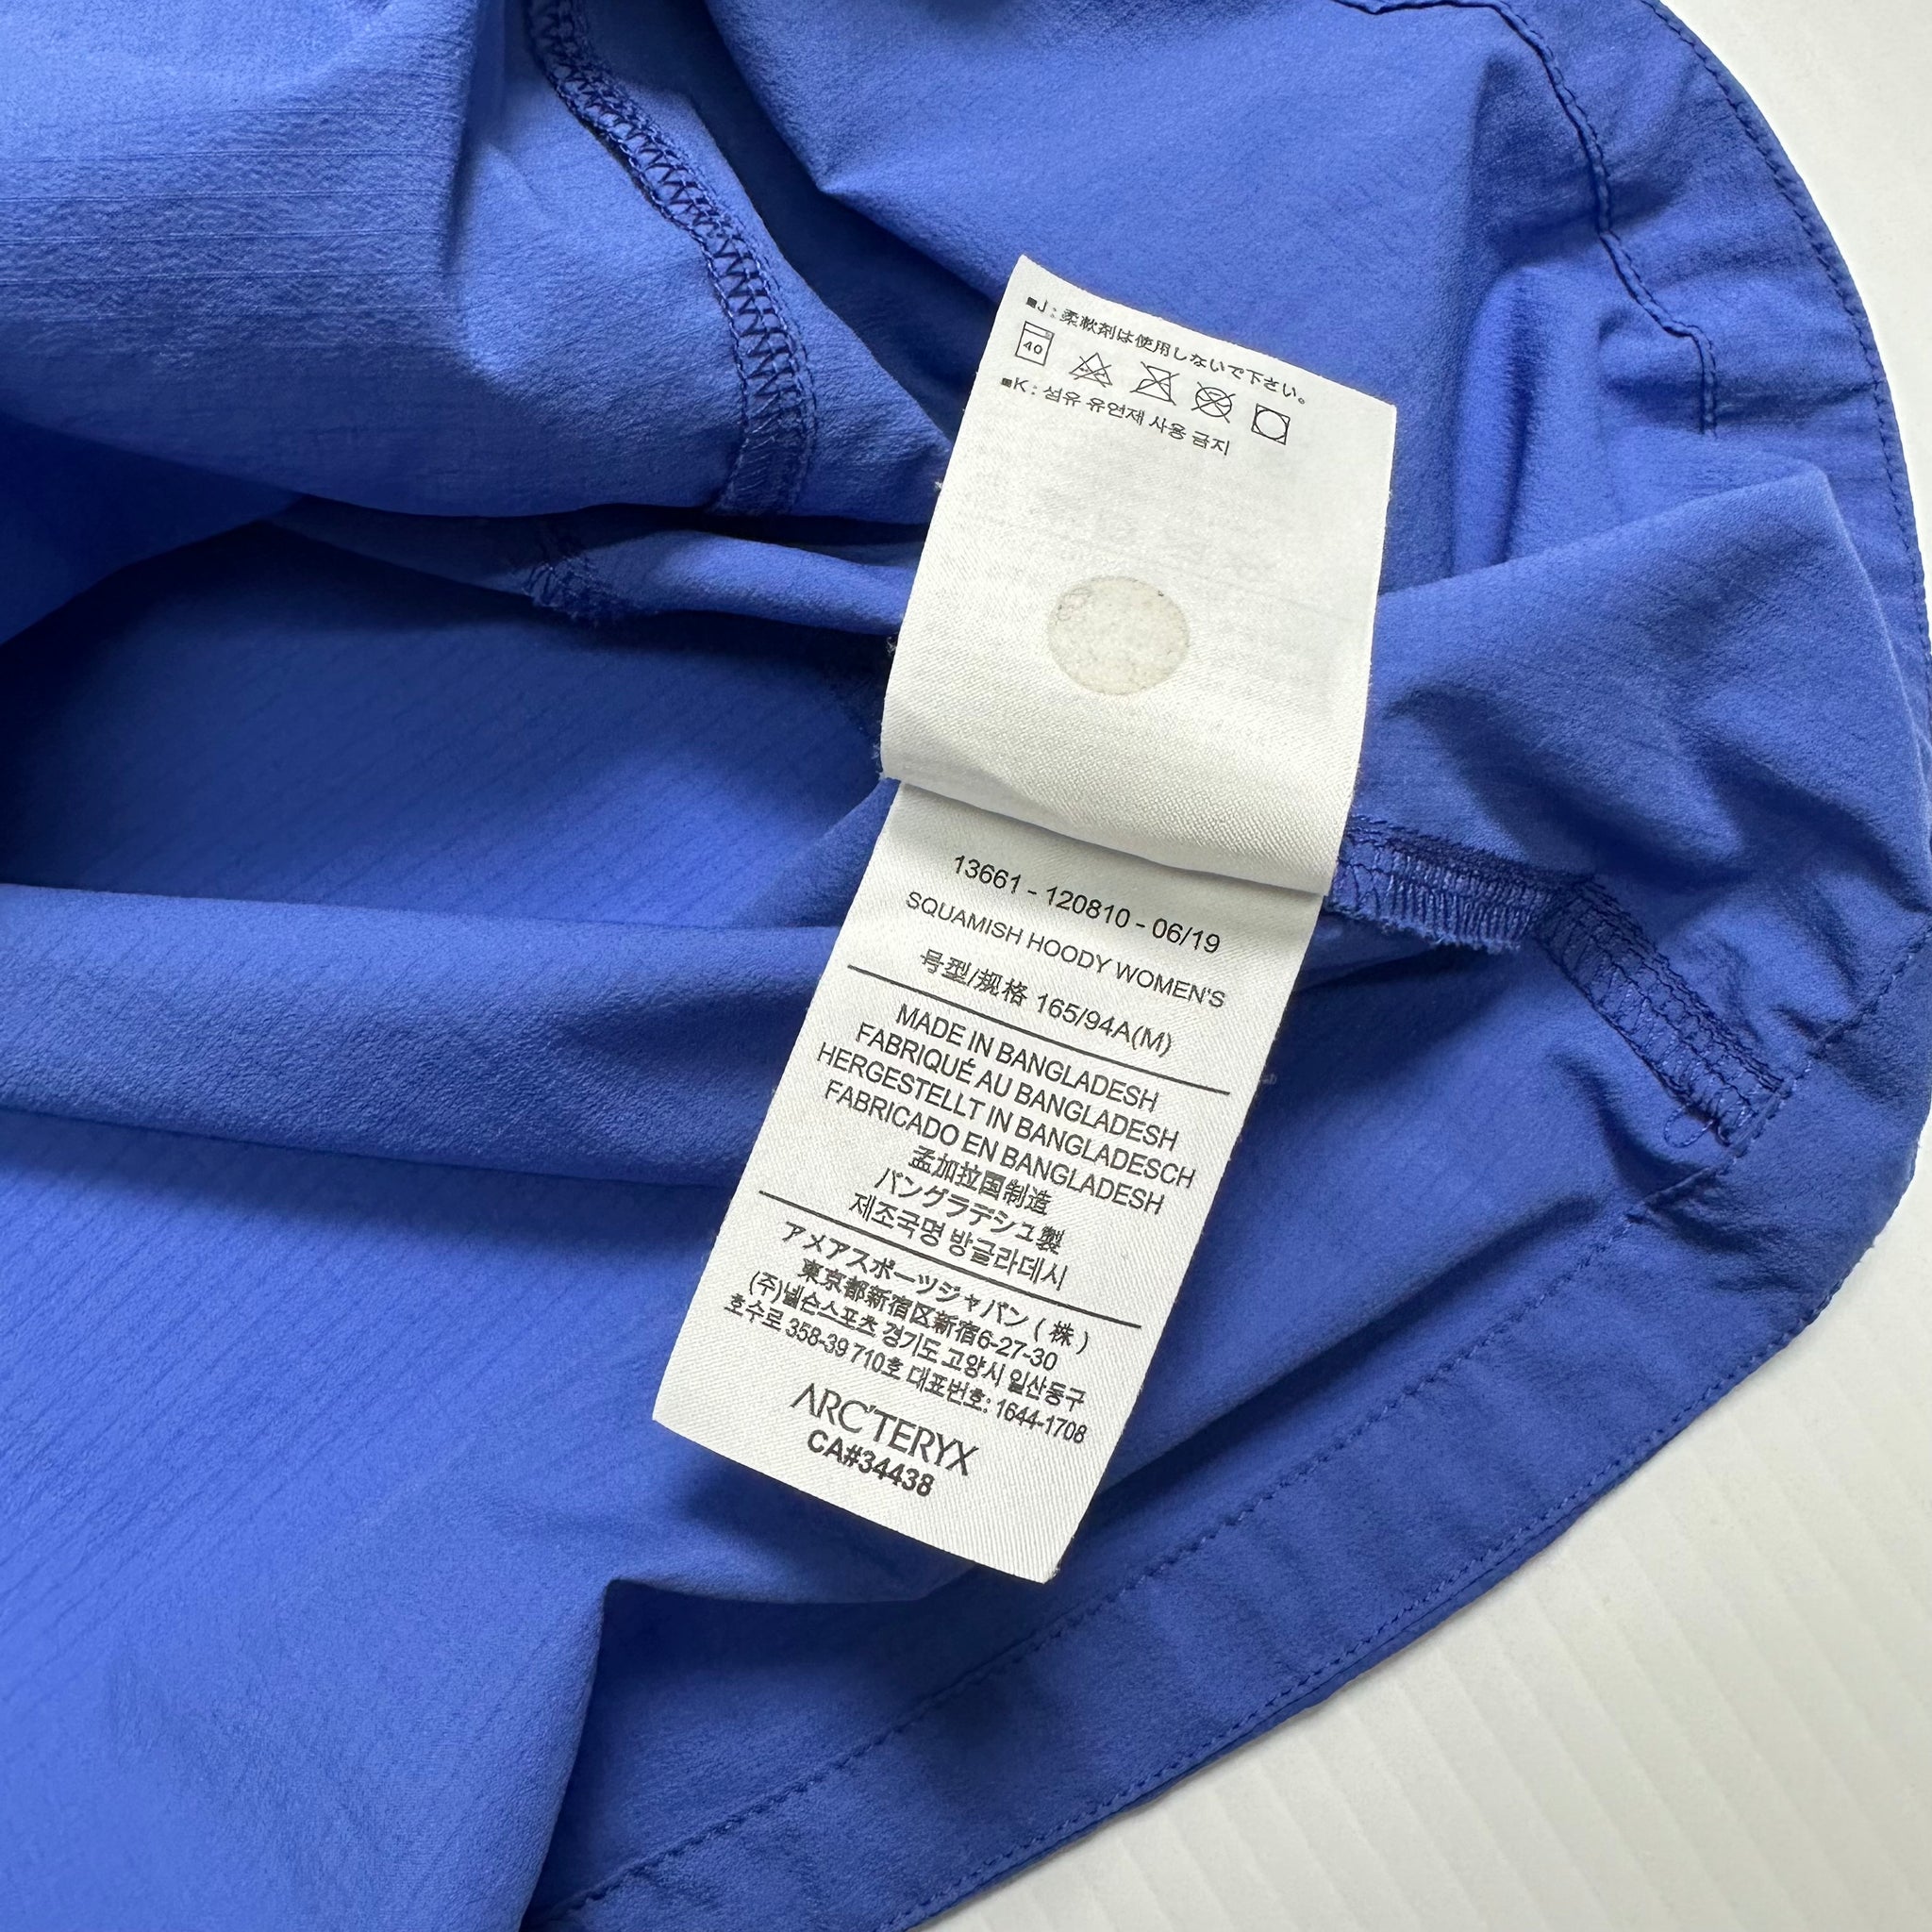 ■J : 柔軟剤は使用しないで下さい。
40
■K : 섬유 유연제 사용 금지
13661 - 120810 - 06/19
SQUAMISH HOODY WOMEN'S
号型/规格 165/94A(M)
MADE IN BANGLADESH
FABRIQUÉ AU BANGLADESH
HERGESTELLT IN BANGLADESCH
FABRICADO EN BANGLADESH
孟加拉国制造
バングラデシュ製
제조국명 방글라데시
アメアスポーツジャパン ( 株 )
東京都新宿区新宿6-27-30
(주)넬슨스포츠 경기도 고양시 일산동구
호수로 358-39 710호 대표번호: 1644-1708
ARC'TERYX
CA#34438